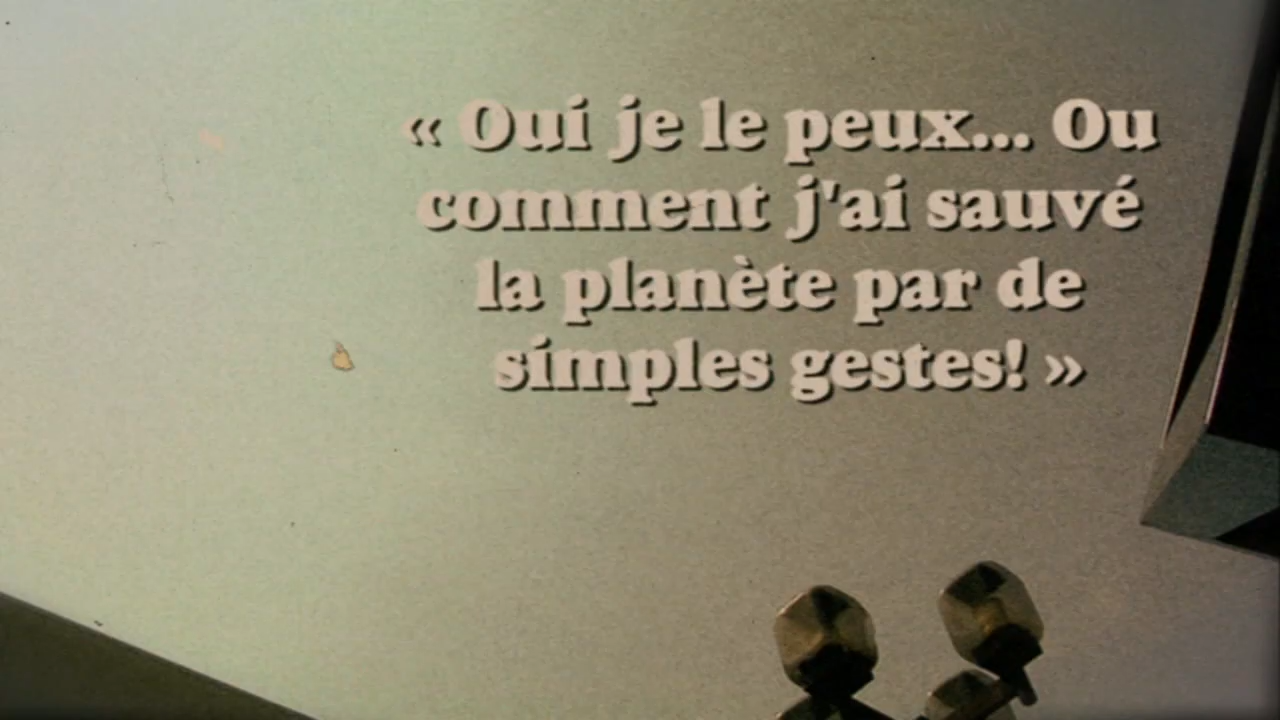 « Oui je le peux... Ou
comment j'ai sauvé
la planète par de
simples gestes! »